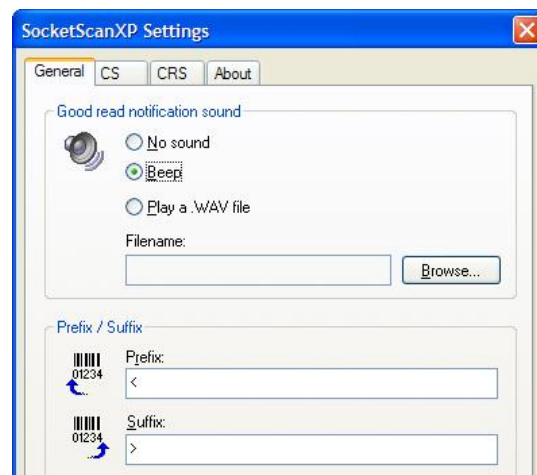 SocketScanXP Settings
General CS CRS About
Good read notification sound
No sound
Beep
Play a .WAV file
Filename:
Browse...
Prefix / Suffix
01234
Prefix:
<
01234
Suffix:
>